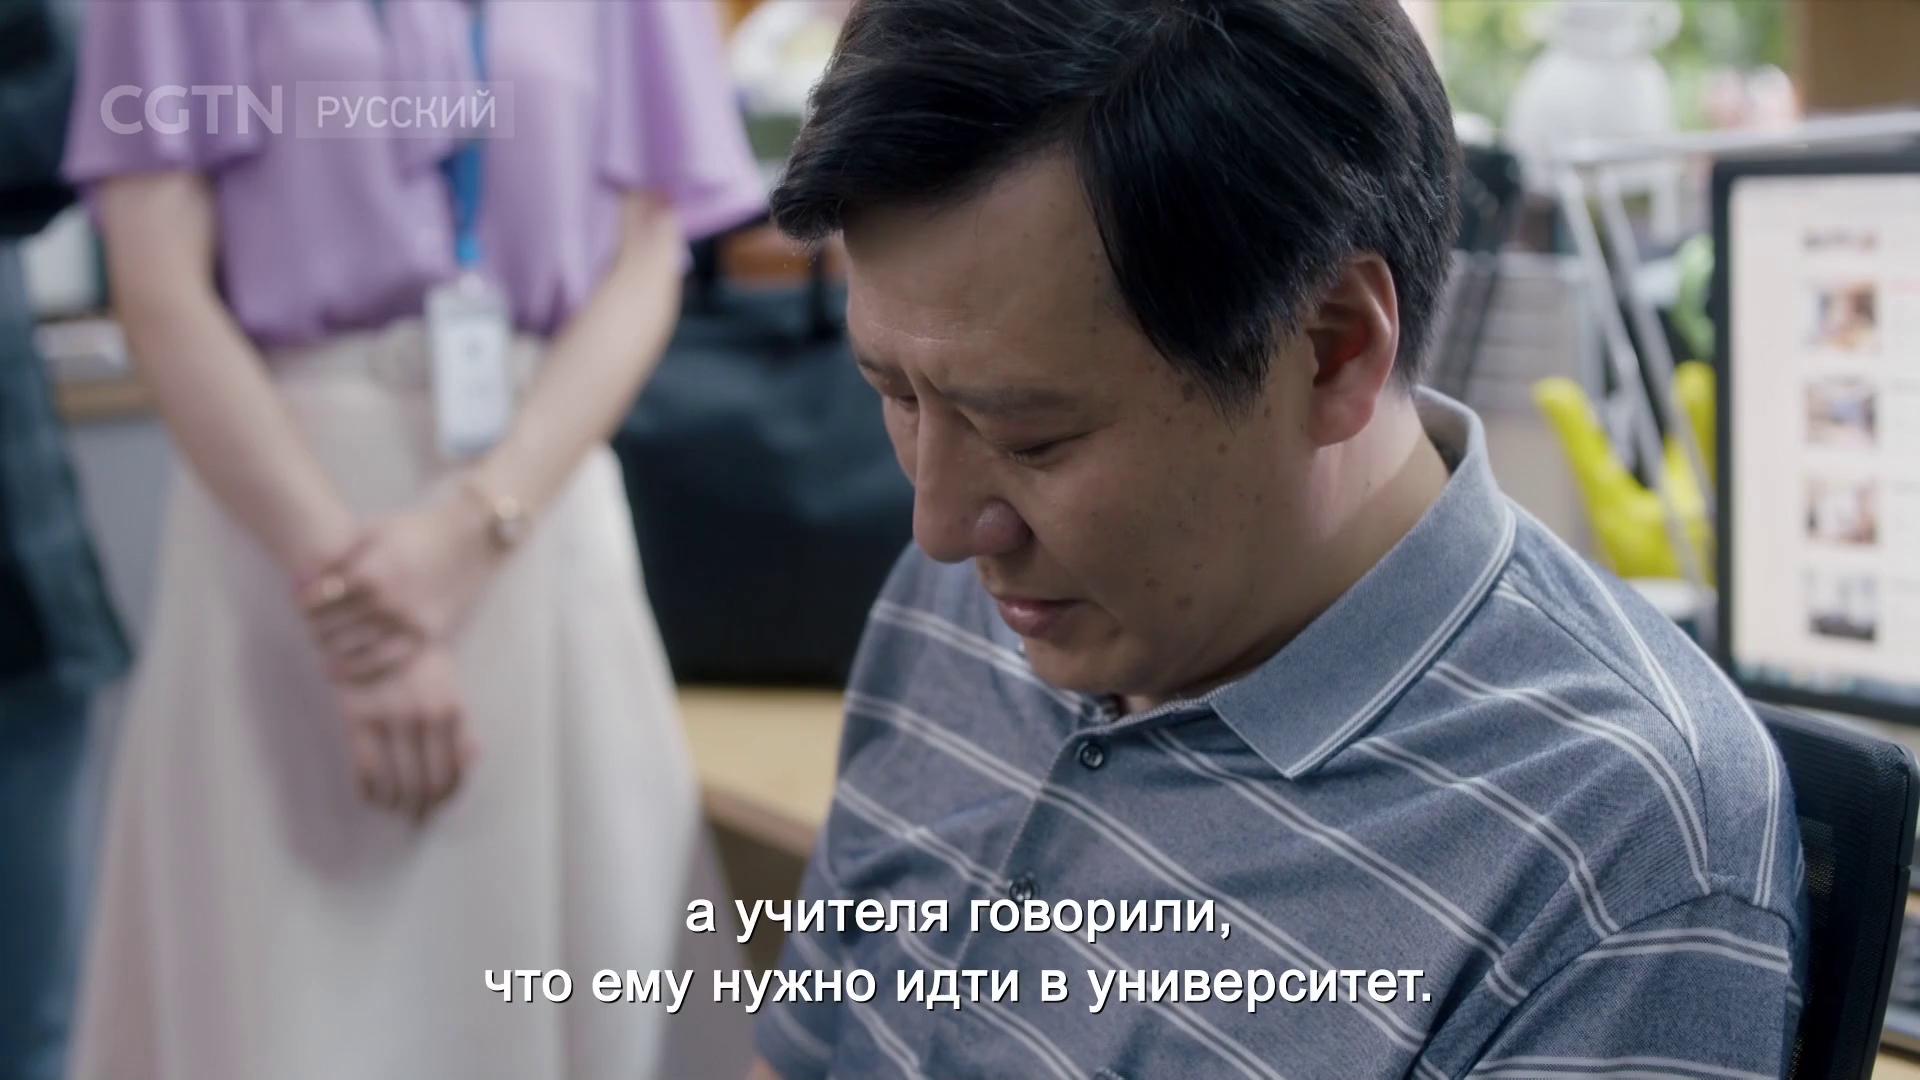 CGTN РУССКИЙ
а учителя говорили,
что ему нужно идти в университет.